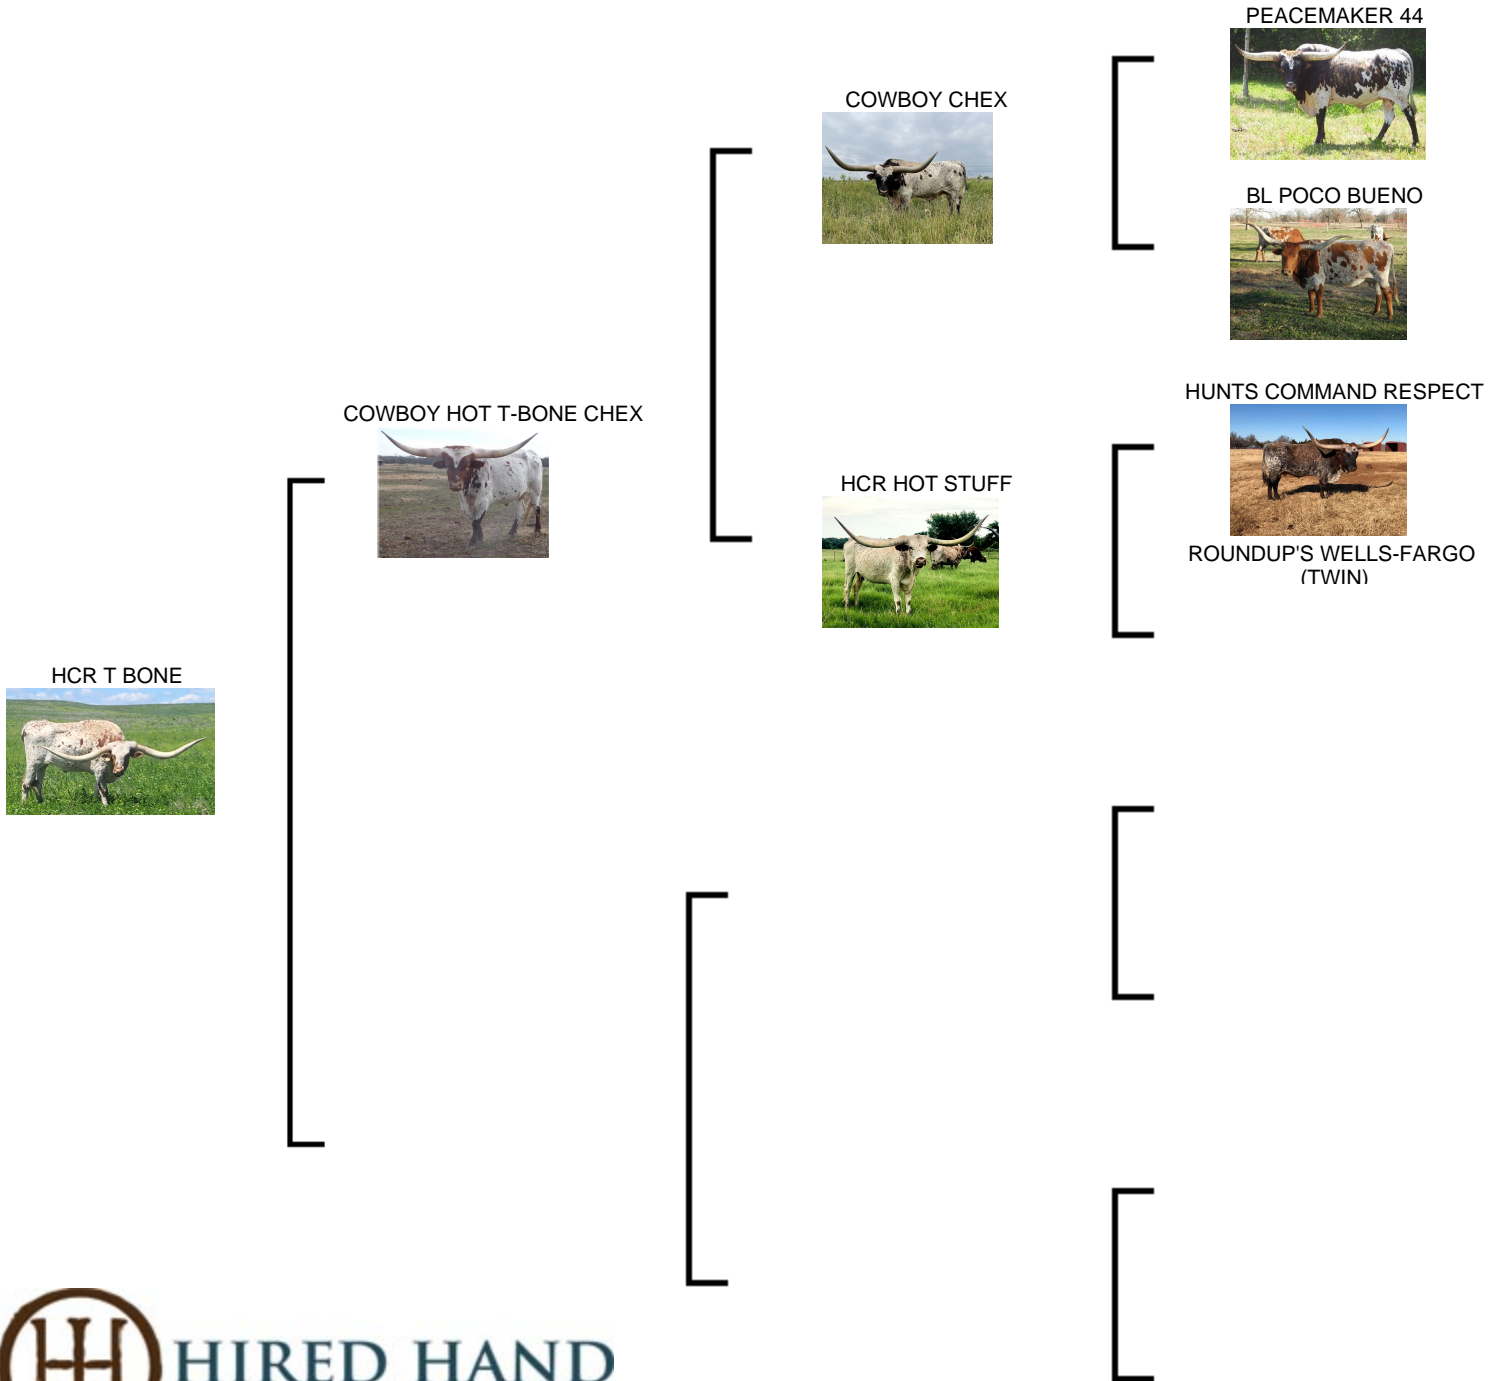 PEACEMAKER 44
COWBOY CHEX
BL POCO BUENO
HUNTS COMMAND RESPECT
COWBOY HOT T-BONE CHEX
HCR HOT STUFF
ROUNDUP'S WELLS-FARGO
(TWIN)
HCR T BONE
HIRED HAND